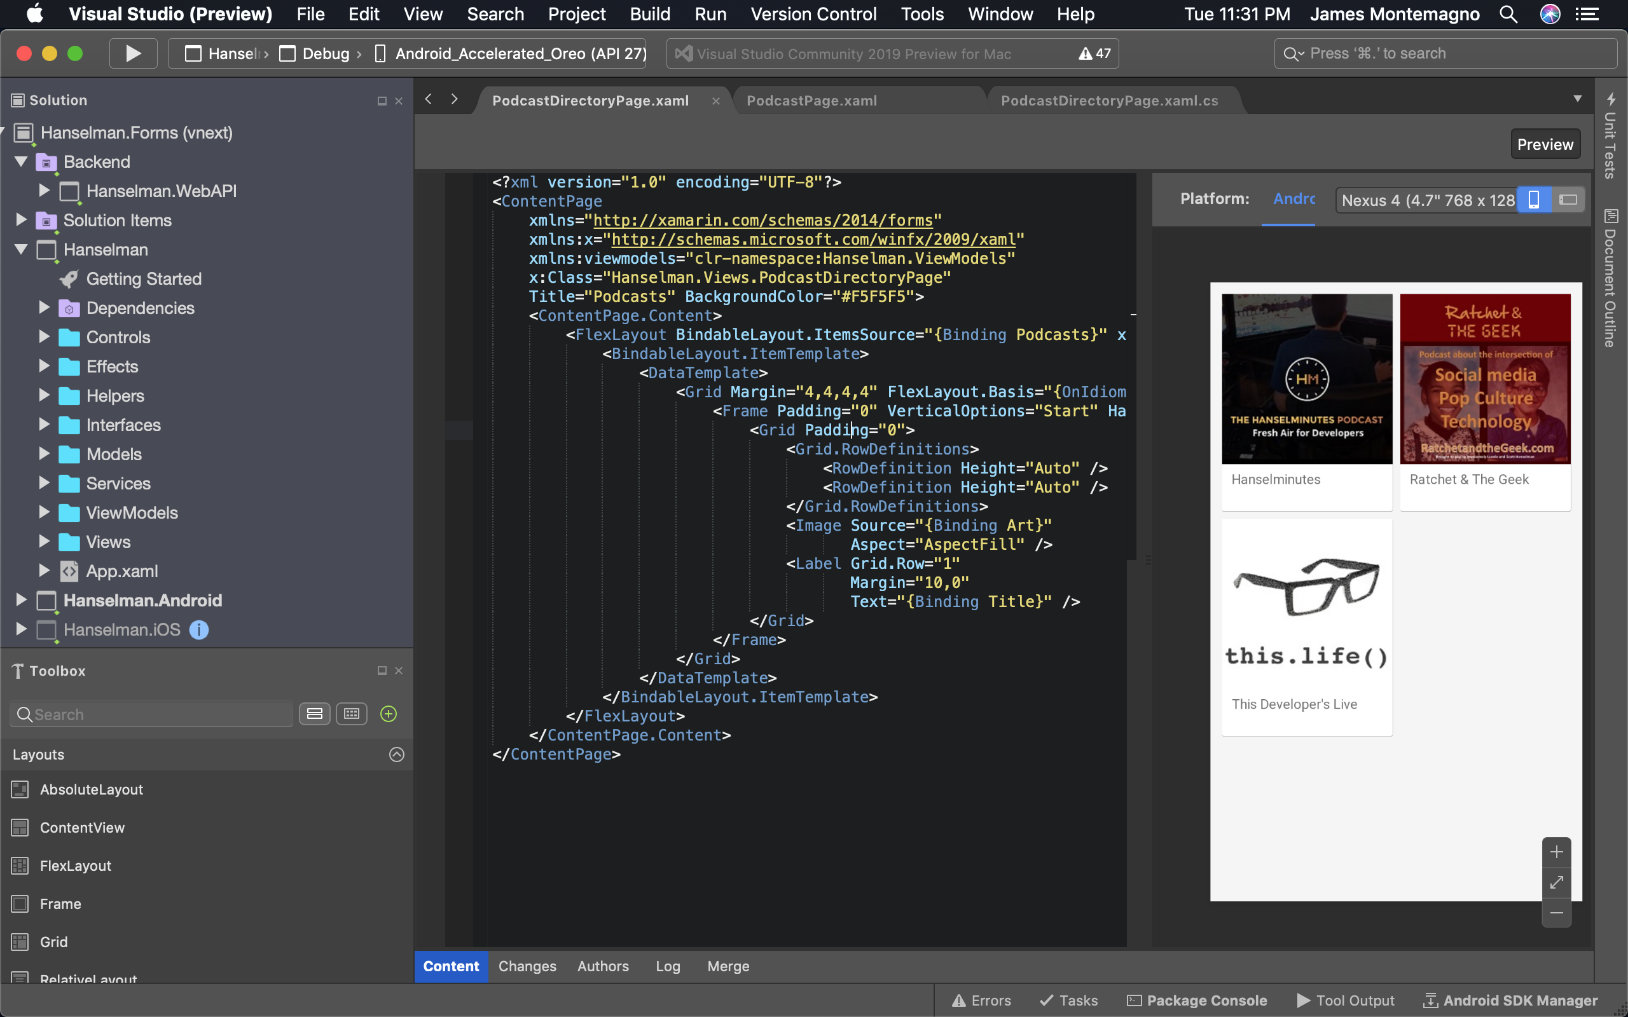 Visual Studio (Preview) File Edit View Search Project Build Run Version Control Tools Window Help Tue 11:31 PM James Montemagno
Debug Android_Accelerated_Oreo (API 27) Visual Studio Community 2019 Preview for Mac 47 Press ‘⌘.’ to search
Solution
Hanselman.Forms (vnext)
Backend
Hanselman.WebAPI
Solution Items
Hanselman
Getting Started
Dependencies
Controls
Effects
Helpers
Interfaces
Models
Services
ViewModels
Views
App.xaml
Hanselman.Android
Hanselman.iOS
Toolbox
Search
Layouts
AbsoluteLayout
ContentView
FlexLayout
Frame
Grid
RelativeLayout
PodcastDirectoryPage.xaml PodcastPage.xaml PodcastDirectoryPage.xaml.cs
Preview
<?xml version="1.0" encoding="UTF-8"?>
<ContentPage
xmlns="http://xamarin.com/schemas/2014/forms"
xmlns:x="http://schemas.microsoft.com/winfx/2009/xaml"
xmlns:viewmodels="clr-namespace:Hanselman.ViewModels"
x:Class="Hanselman.Views.PodcastDirectoryPage"
Title="Podcasts" BackgroundColor="#F5F5F5">
<ContentPage.Content>
<FlexLayout BindableLayout.ItemsSource="{Binding Podcasts}" x
<BindableLayout.ItemTemplate>
<DataTemplate>
<Grid Margin="4,4,4,4" FlexLayout.Basis="{OnIdiom
<Frame Padding="0" VerticalOptions="Start" Ha
<Grid Padding="0">
<Grid.RowDefinitions>
<RowDefinition Height="Auto" />
<RowDefinition Height="Auto" />
</Grid.RowDefinitions>
<Image Source="{Binding Art}"
Aspect="AspectFill" />
<Label Grid.Row="1"
Margin="10,0"
Text="{Binding Title}" />
</Grid>
</Frame>
</Grid>
</DataTemplate>
</BindableLayout.ItemTemplate>
</FlexLayout>
</ContentPage.Content>
</ContentPage>
Platform: Andro Nexus 4 (4.7" 768 x 128
HM
THE HANSELMINUTES PODCAST
Fresh Air for Developers
Hanselminutes
Ratchet &
THE GEEK
Podcast about the intersection of
Social media
Pop Culture
Technology
RatchetandtheGeek.com
Ratchet & The Geek
this.life()
This Developer's Live
Unit Tests
Document Outline
Content Changes Authors Log Merge
Errors Tasks Package Console Tool Output Android SDK Manager